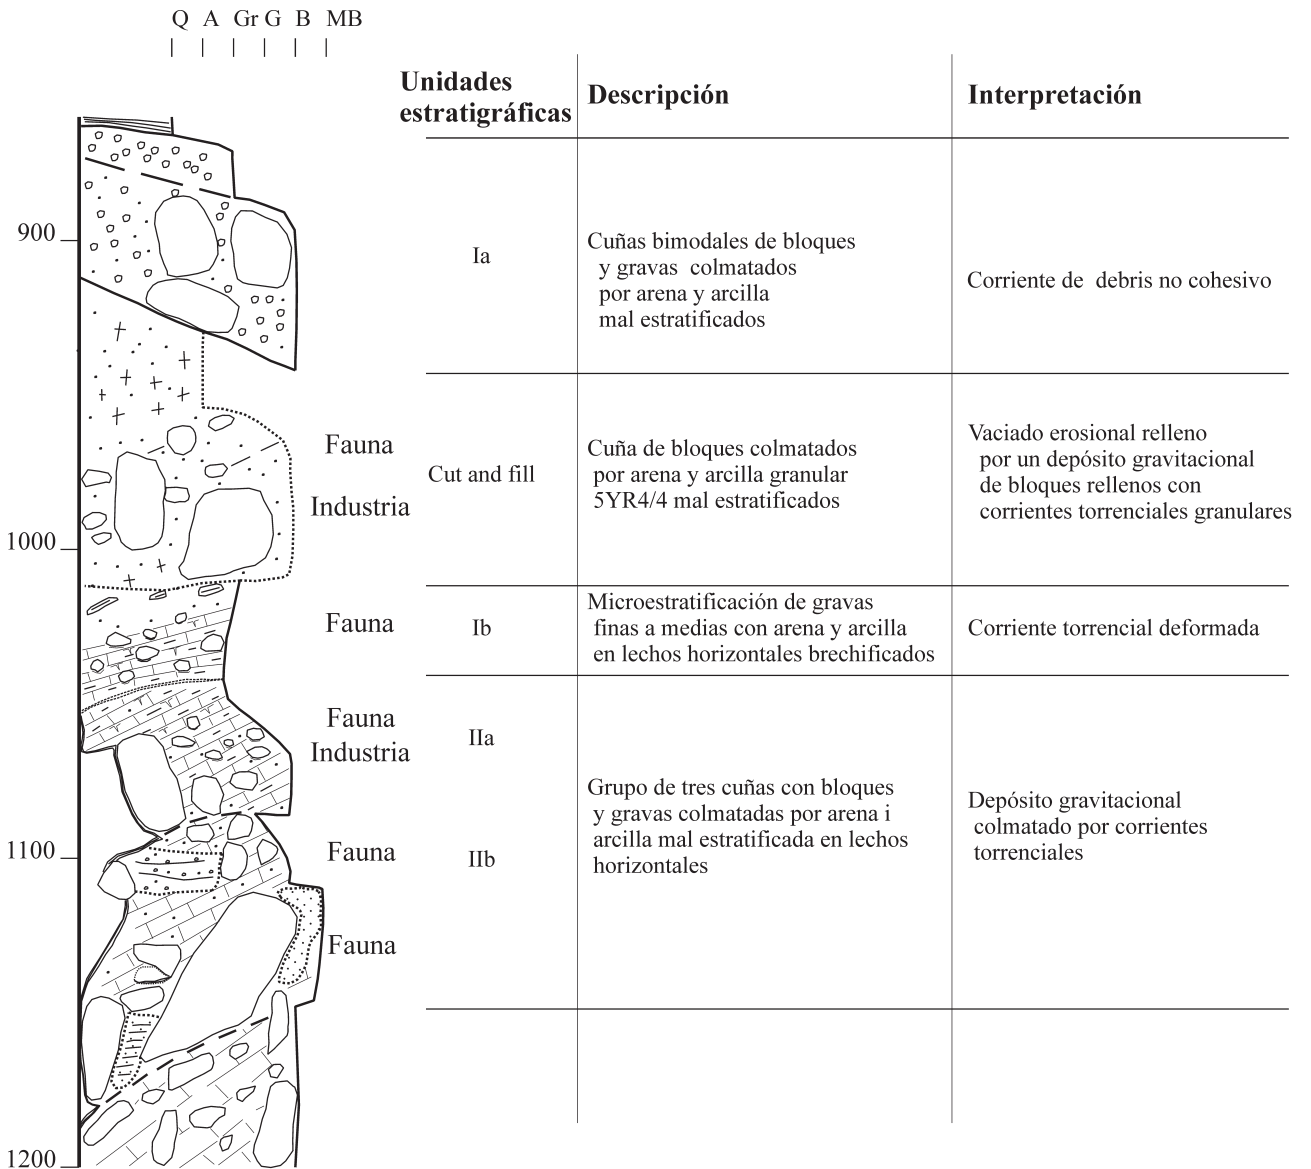 Q A Gr G B MB
Unidades
estratigráficas
Descripción
Interpretación
900
Ia
Cuñas bimodales de bloques
y gravas colmatados
por arena y arcilla
mal estratificados
Corriente de debris no cohesivo
Fauna
Industria
Cut and fill
Cuña de bloques colmatados
por arena y arcilla granular
5YR4/4 mal estratificados
Vaciado erosional relleno
por un depósito gravitacional
de bloques rellenos con
corrientes torrenciales granulares
1000
Fauna
Ib
Microestratificación de gravas
finas a medias con arena y arcilla
en lechos horizontales brechificados
Corriente torrencial deformada
Fauna
Industria
IIa
Grupo de tres cuñas con bloques
y gravas colmatadas por arena i
arcilla mal estratificada en lechos
horizontales
Depósito gravitacional
colmatado por corrientes
torrenciales
1100
Fauna
IIb
Fauna
1200